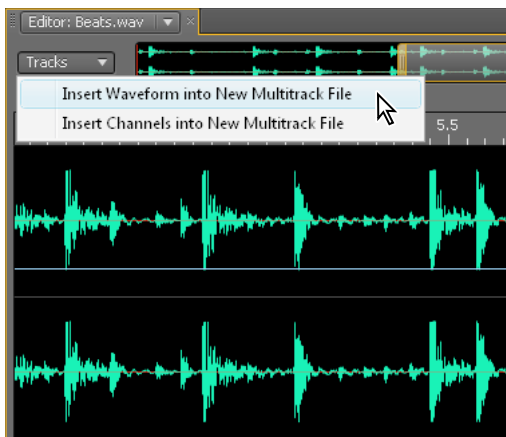 Editor: Beats.wav
Tracks
Insert Waveform into New Multitrack File
Insert Channels into New Multitrack File
5.5